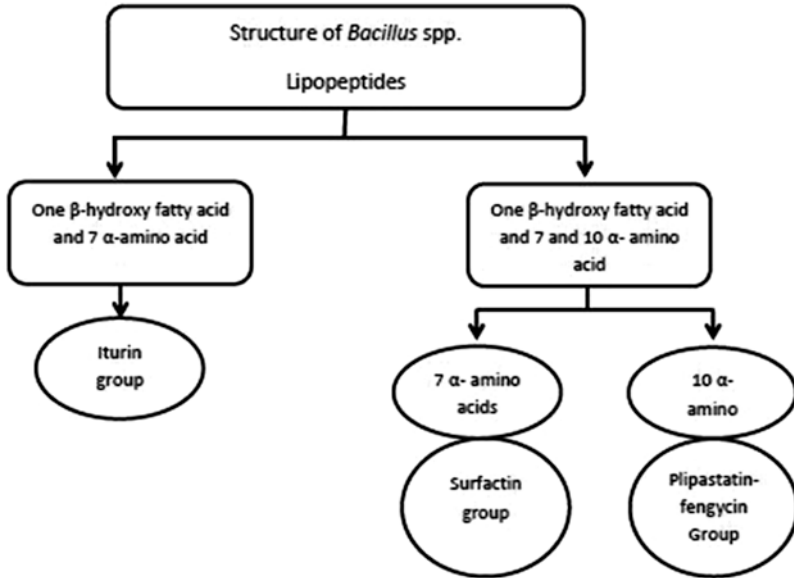 Structure of Bacillus spp.
Lipopeptides
One β-hydroxy fatty acid
and 7 α-amino acid
One β-hydroxy fatty acid
and 7 and 10 α- amino
acid
Iturin
group
7 α- amino
acids
10 α-
amino
Surfactin
group
Plipastatin-
fengycin
Group